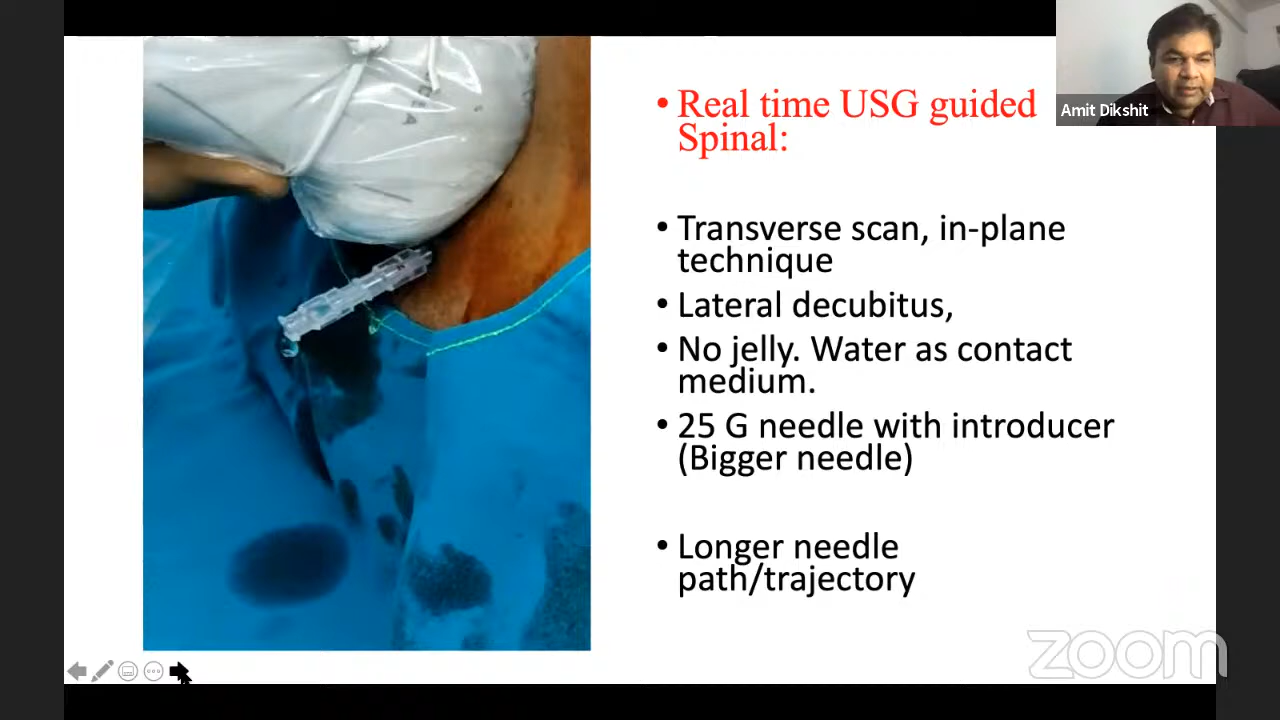 • Real time USG guided
Spinal:
• Transverse scan, in-plane
technique
• Lateral decubitus,
• No jelly. Water as contact
medium.
• 25 G needle with introducer
(Bigger needle)
• Longer needle
path/trajectory
Amit Dikshit
zoom